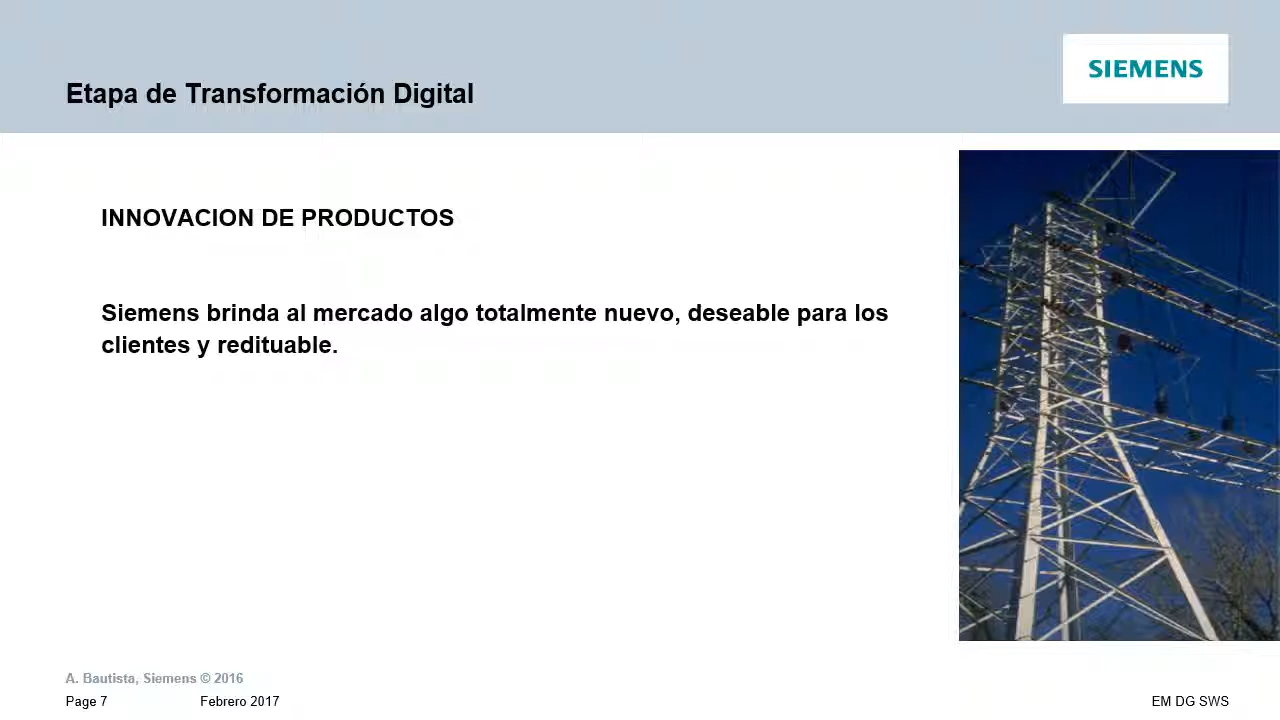 SIEMENS
Etapa de Transformación Digital
INNOVACION DE PRODUCTOS
Siemens brinda al mercado algo totalmente nuevo, deseable para los
clientes y redituable.
A. Bautista, Siemens © 2016
Page 7 Febrero 2017 EM DG SWS